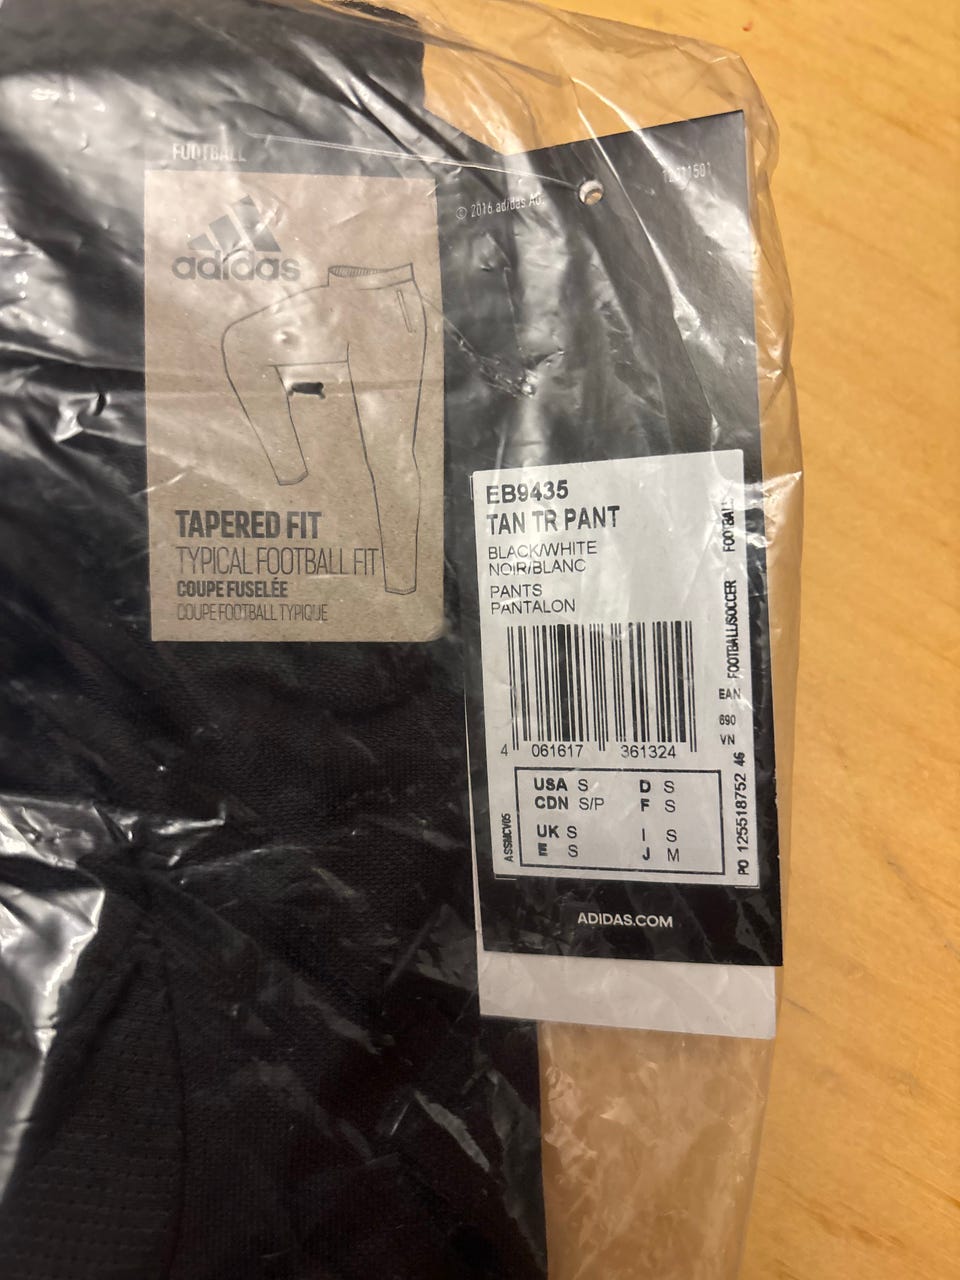 FOOTBALL
adidas
TAPERED FIT
TYPICAL FOOTBALL FIT
COUPE FUSELÉE
COUPE FOOTBALL TYPIQUE
© 2016 adidas AG.
EB9435
TAN TR PANT
BLACK/WHITE
NOIR/BLANC
PANTS
PANTALON
4 061617 361324
USA S D S
CDN S/P F S
UK S I S
E S J M
ASSMCV05
FOOTBALL/SOCCER FOOTBALL
EAN
690
VN
PO 125518752 46
ADIDAS.COM